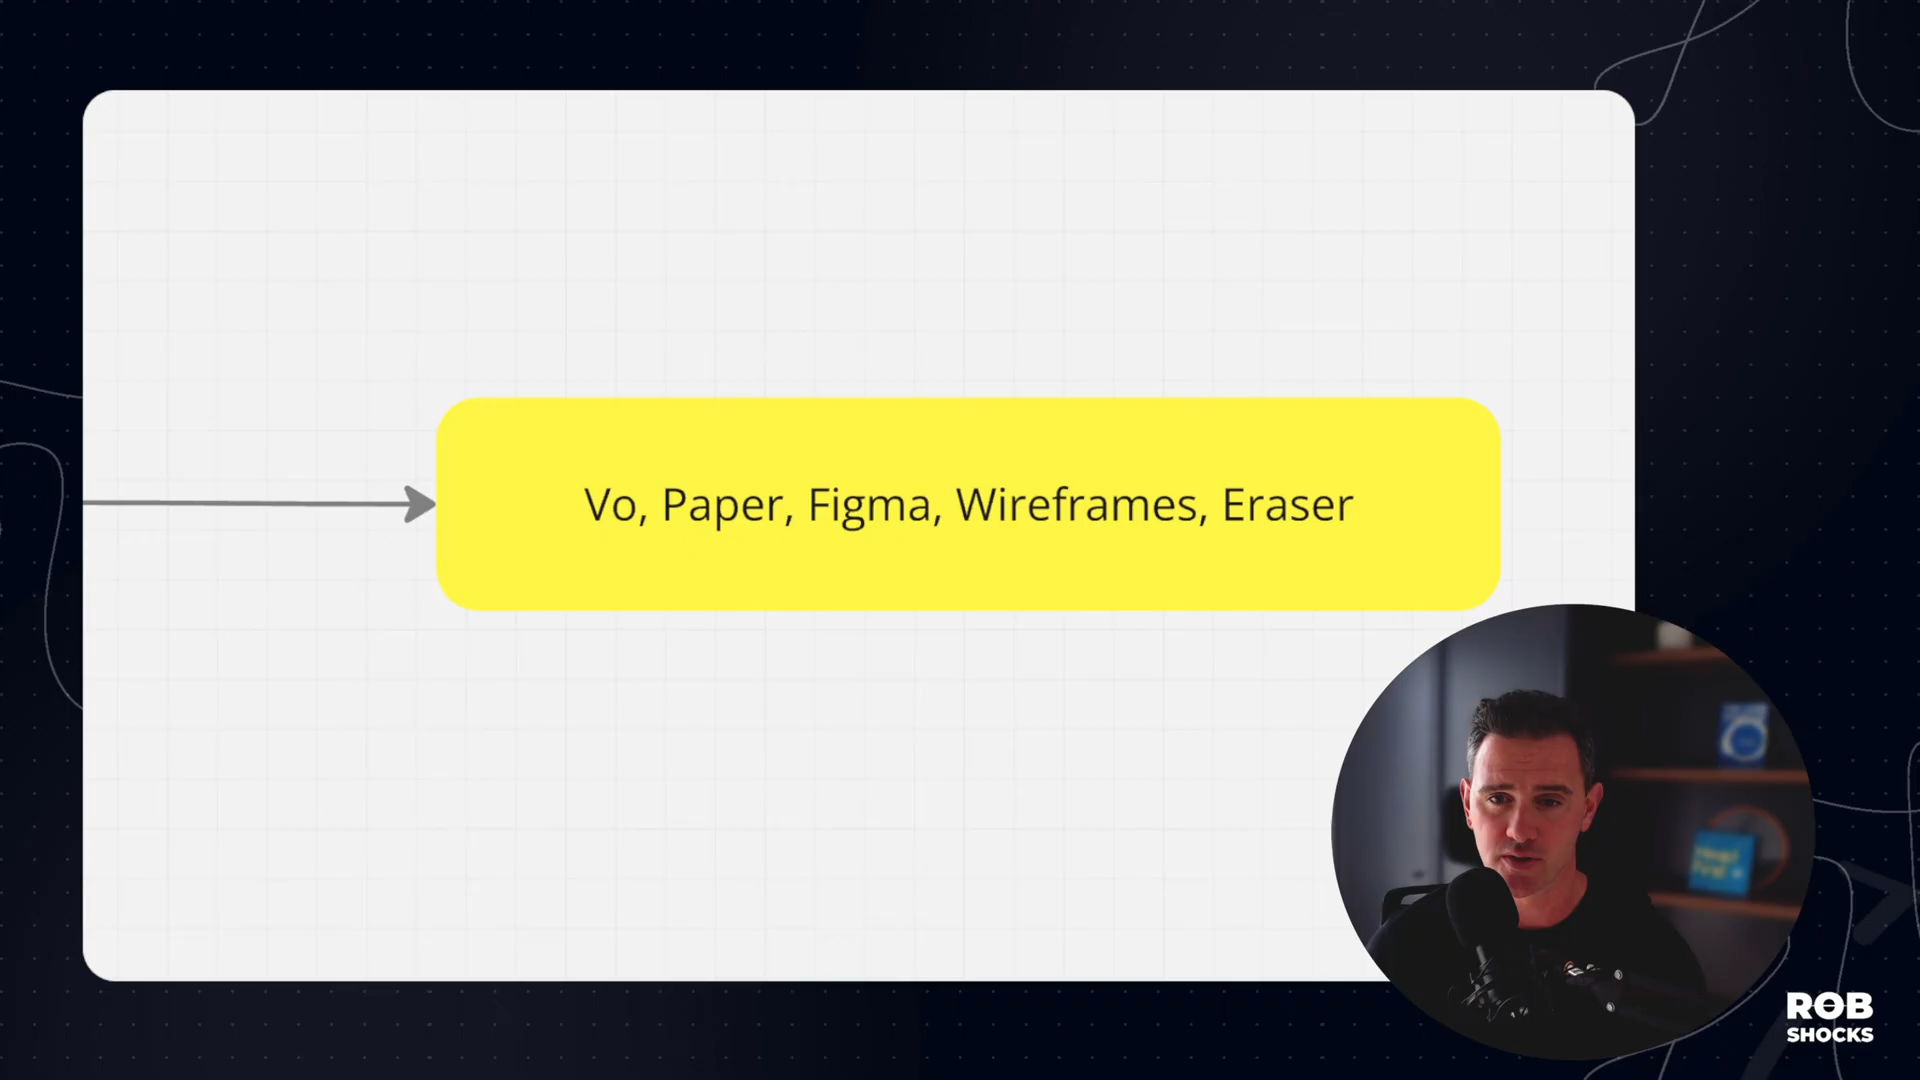 Vo, Paper, Figma, Wireframes, Eraser
ROB
SHOCKS